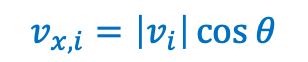 v_{x,i} = |v_i| cos θ